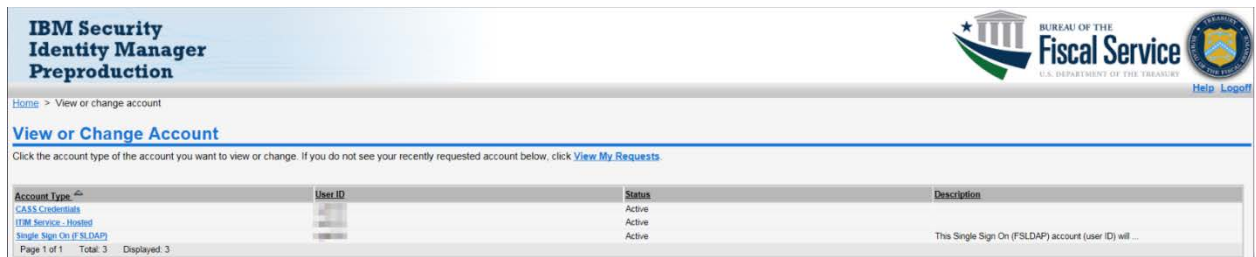 IBM Security
Identity Manager
Preproduction
BUREAU OF THE
Fiscal Service
U.S. DEPARTMENT OF THE TREASURY
Help Logoff
Home > View or change account
View or Change Account
Click the account type of the account you want to view or change. If you do not see your recently requested account below, click View My Requests.
Account Type User ID Status Description
CASS Credentials Active
ITIM Service - Hosted Active
Single Sign On (FSLDAP) Active This Single Sign On (FSLDAP) account (user ID) will ...
Page 1 of 1 Total: 3 Displayed: 3